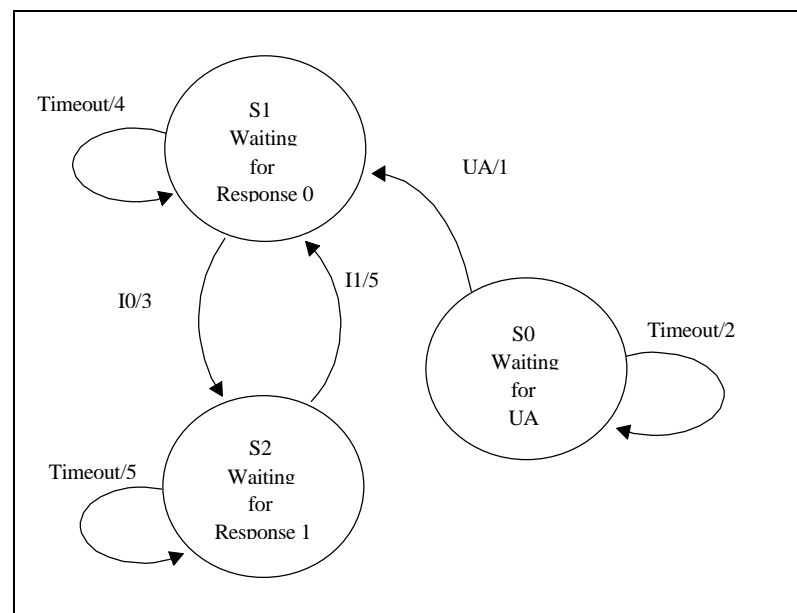 Timeout/4
S1
Waiting
for
Response 0
UA/1
I0/3
I1/5
S0
Waiting
for
UA
Timeout/2
S2
Waiting
for
Response 1
Timeout/5